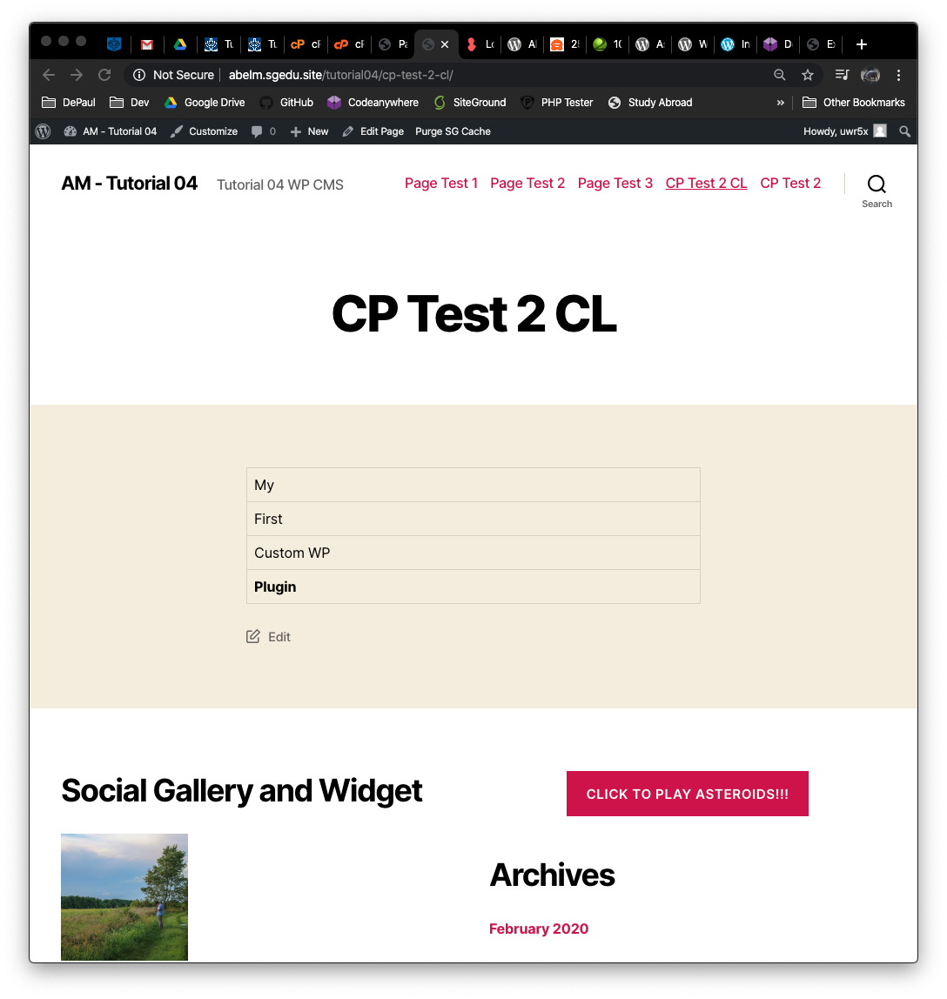 Tu
Tu
cP
cP
Pa
Lo
Al
25
10
A
W
In
D
Ex
Not Secure abelm.sgedu.site/tutorial04/cp-test-2-cl/
DePaul Dev Google Drive GitHub Codeanywhere SiteGround PHP Tester Study Abroad » Other Bookmarks
AM - Tutorial 04 Customize 0 New Edit Page Purge SG Cache Howdy, uwr5x
AM - Tutorial 04 Tutorial 04 WP CMS Page Test 1 Page Test 2 Page Test 3 CP Test 2 CL CP Test 2
Search
CP Test 2 CL
My
First
Custom WP
Plugin
Edit
Social Gallery and Widget
CLICK TO PLAY ASTEROIDS!!!
Archives
February 2020